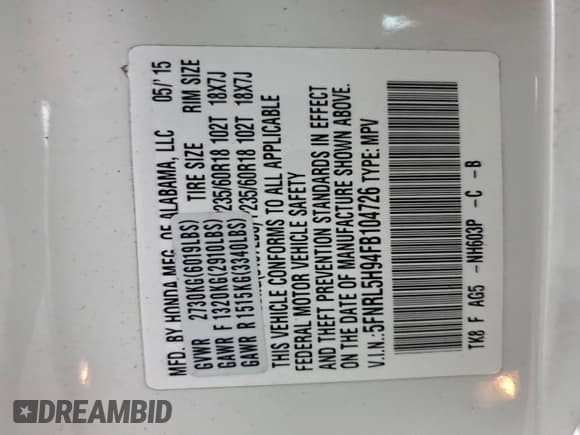 MFD. BY HONDA MFG. OF ALABAMA, LLC 05/'15
GVWR 2730KG(6019LBS) TIRE SIZE RIM SIZE
GAWR F 1320KG(2910LBS) 235/60R18 102T 18X7J
GAWR R 1515KG(3340LBS) 235/60R18 102T 18X7J
THIS VEHICLE CONFORMS TO ALL APPLICABLE
FEDERAL MOTOR VEHICLE SAFETY
AND THEFT PREVENTION STANDARDS IN EFFECT
ON THE DATE OF MANUFACTURE SHOWN ABOVE.
V.I.N.:5FNRL5H94FB104726 TYPE: MPV
TK8 F AG5 -NH603P -C -B
DREAMBID